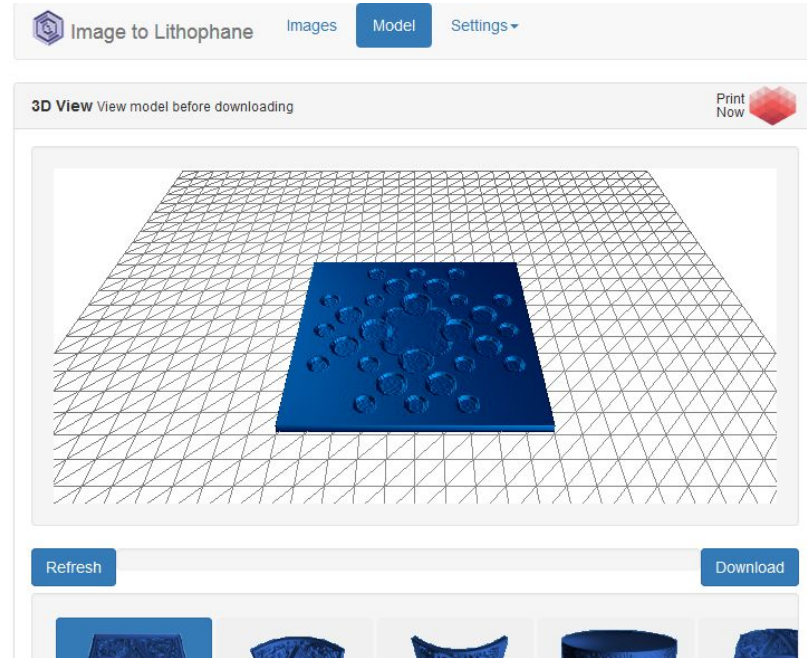 Image to Lithophane Images Model Settings
3D View View model before downloading
Print
Now
Refresh
Download